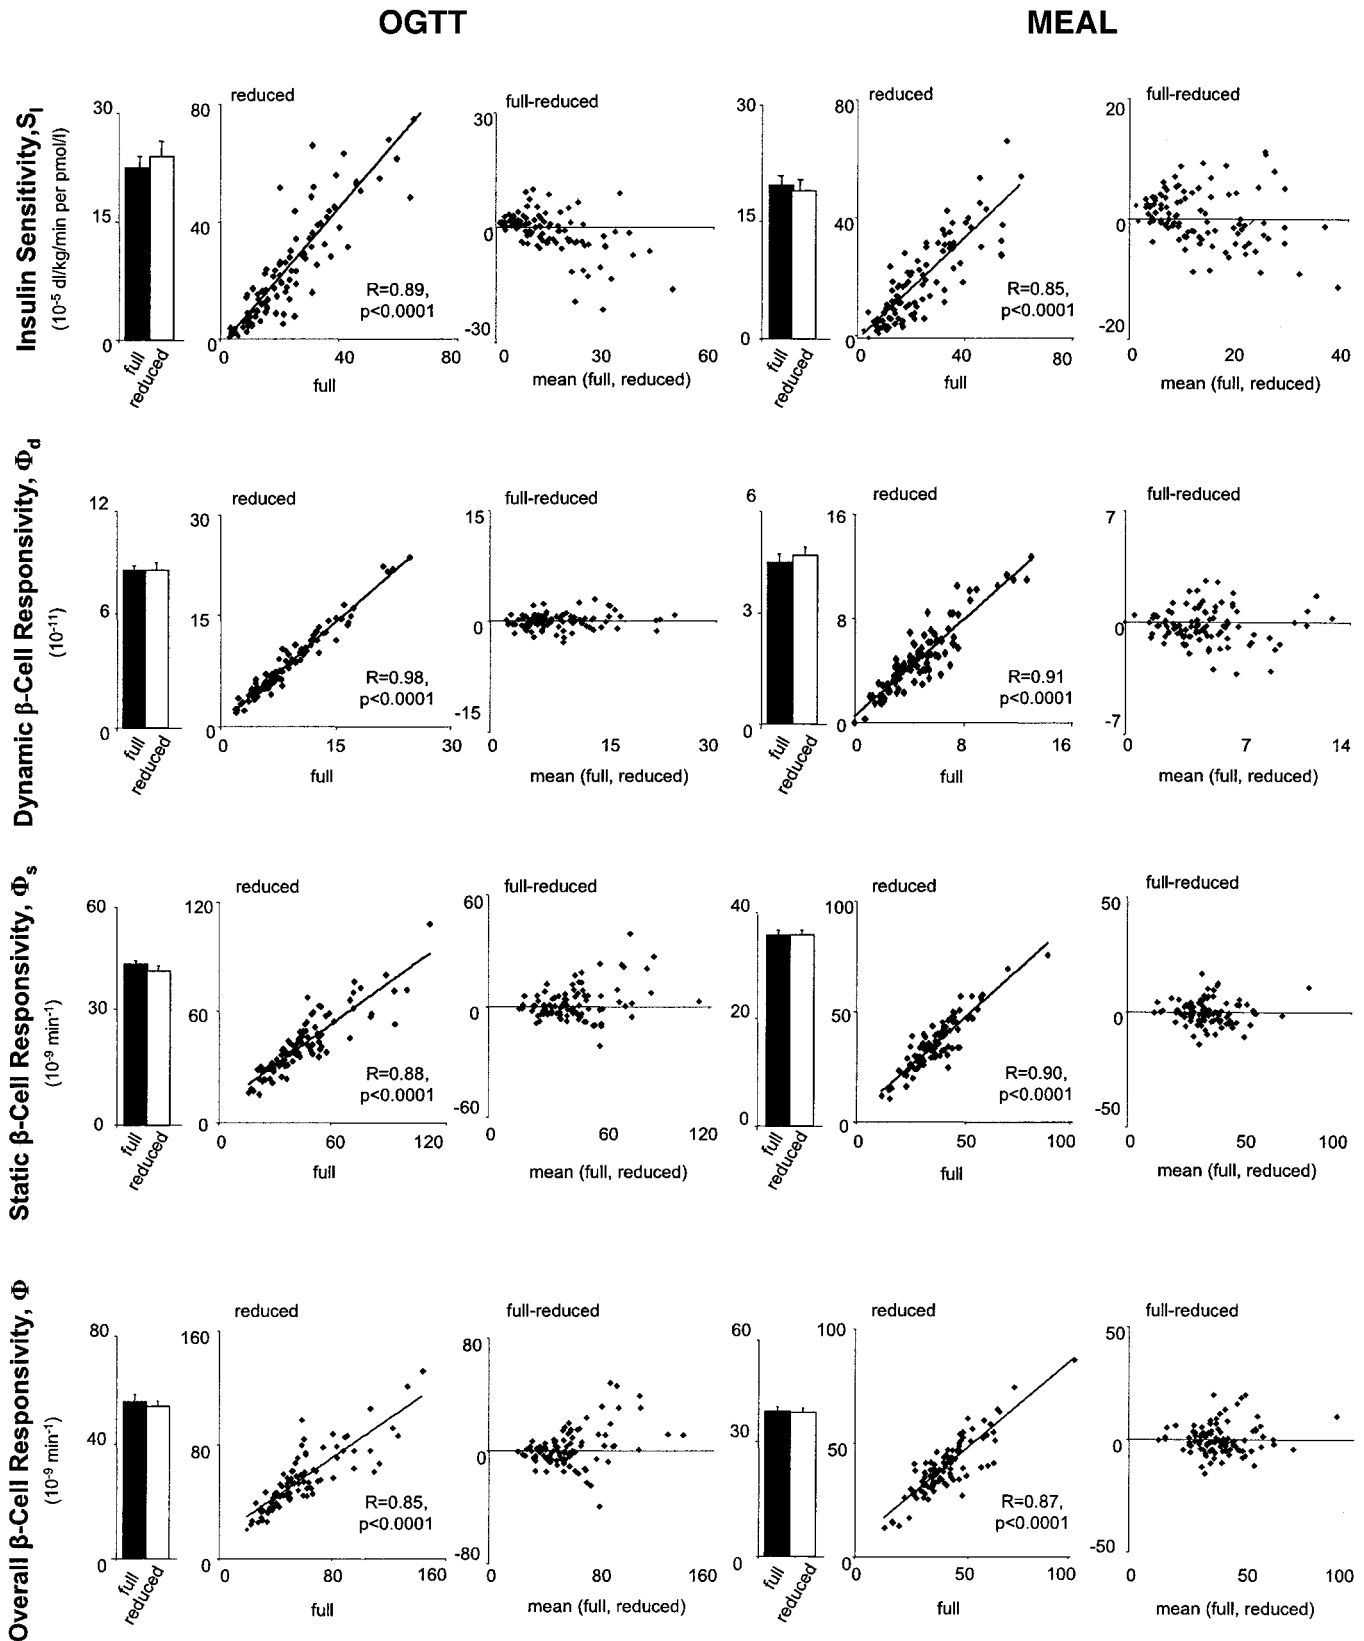 OGTT
MEAL
Insulin Sensitivity, S_I
(10⁻⁵ dl/kg/min per pmol/l)
30
15
0
full
reduced
reduced
80
40
0
0
40
80
full
R=0.89,
p<0.0001
full-reduced
30
0
-30
0
30
60
mean (full, reduced)
30
15
0
full
reduced
reduced
80
40
0
0
40
80
full
R=0.85,
p<0.0001
full-reduced
20
0
-20
0
20
40
mean (full, reduced)
Dynamic β-Cell Responsivity, Φ_d
(10⁻¹¹)
12
6
0
full
reduced
reduced
30
15
0
0
15
30
full
R=0.98,
p<0.0001
full-reduced
15
0
-15
0
15
30
mean (full, reduced)
6
3
0
full
reduced
reduced
16
8
0
0
8
16
full
R=0.91
p<0.0001
full-reduced
7
0
-7
0
7
14
mean (full, reduced)
Static β-Cell Responsivity, Φ_s
(10⁻⁹ min⁻¹)
60
30
0
full
reduced
reduced
120
60
0
0
60
120
full
R=0.88,
p<0.0001
full-reduced
60
0
-60
0
60
120
mean (full, reduced)
40
20
0
full
reduced
reduced
100
50
0
0
50
100
full
R=0.90,
p<0.0001
full-reduced
50
0
-50
0
50
100
mean (full, reduced)
Overall β-Cell Responsivity, Φ
(10⁻⁹ min⁻¹)
80
40
0
full
reduced
reduced
160
80
0
0
80
160
full
R=0.85,
p<0.0001
full-reduced
80
0
-80
0
80
160
mean (full, reduced)
60
30
0
full
reduced
reduced
100
50
0
0
50
100
full
R=0.87,
p<0.0001
full-reduced
50
0
-50
0
50
100
mean (full, reduced)